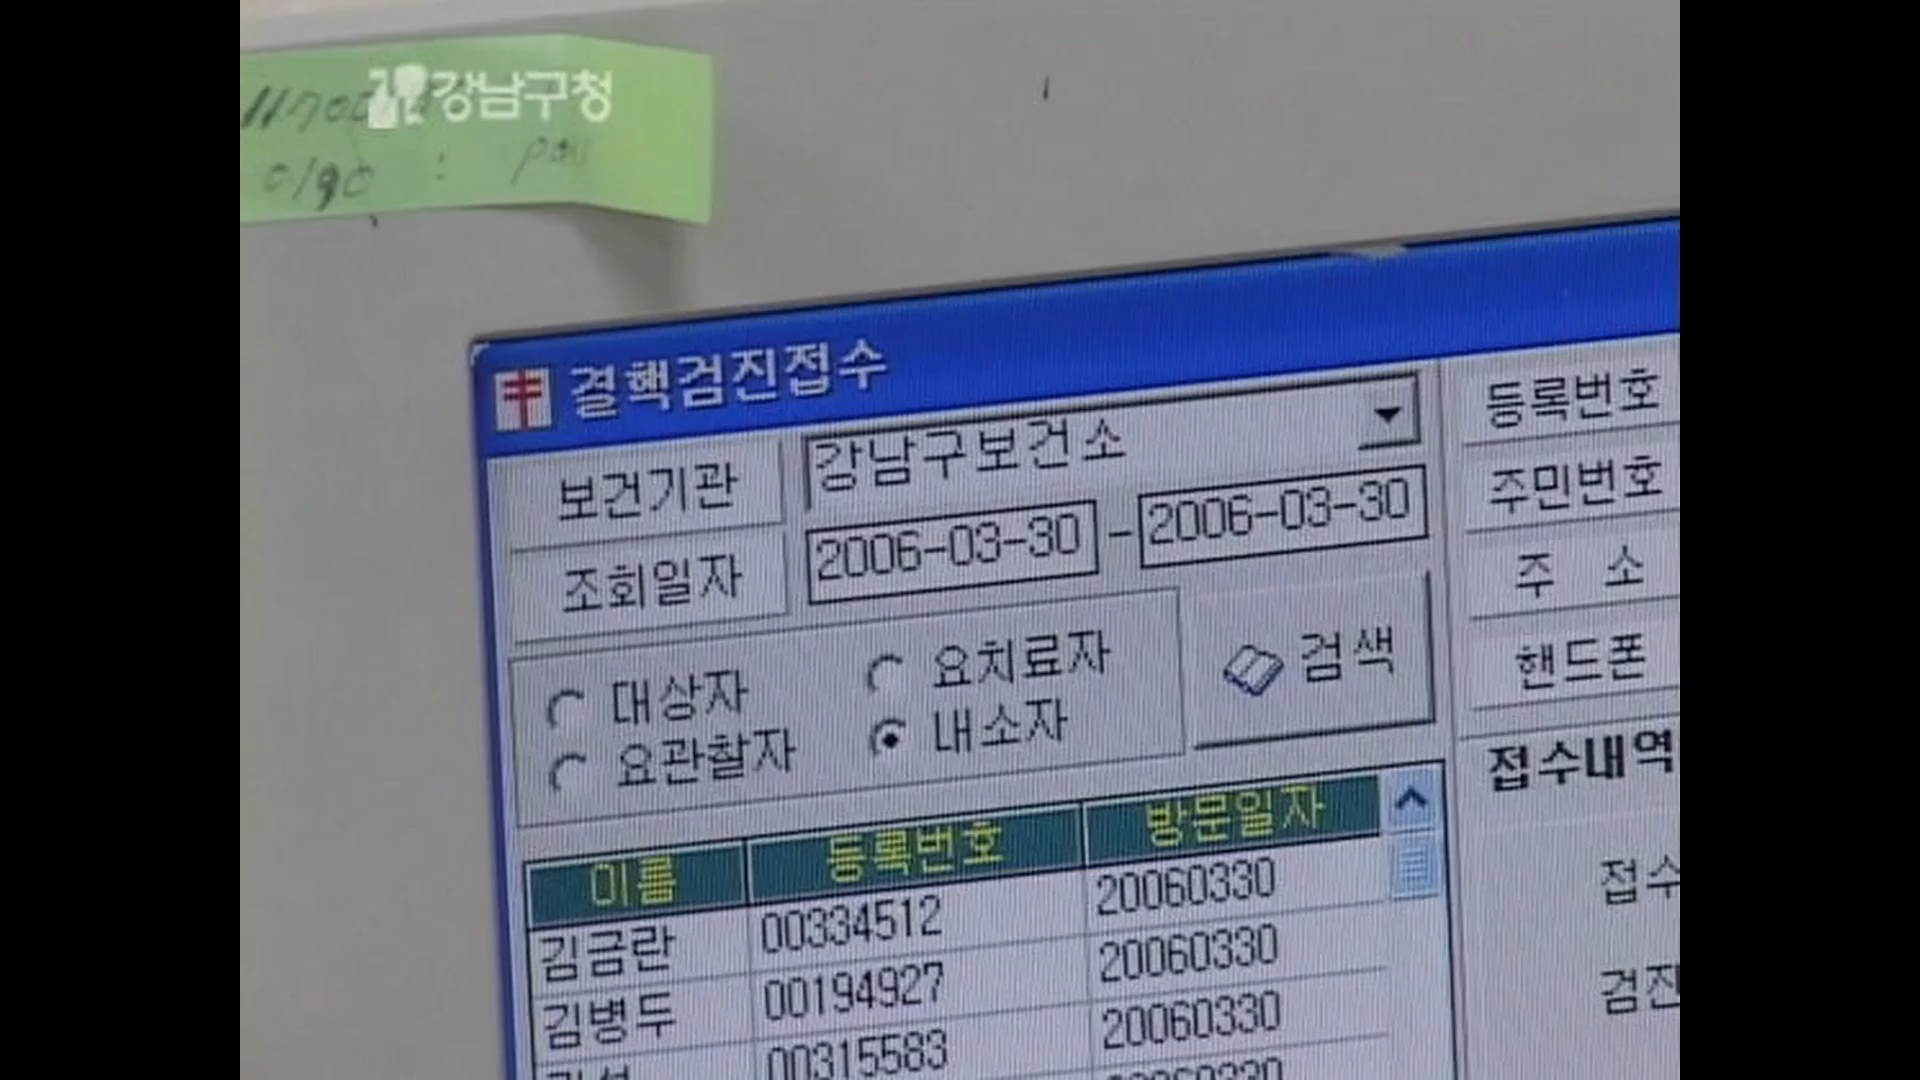 강남구청
결핵검진접수
보건기관 강남구보건소
조회일자 2006-03-30 - 2006-03-30
대상자 요치료자
요관찰자 내소자
검색
이름 등록번호 방문일자
김금란 00334512 20060330
김병두 00194927 20060330
00315583 20060330
등록번호
주민번호
주 소
핸드폰
접수내역
접수
검진